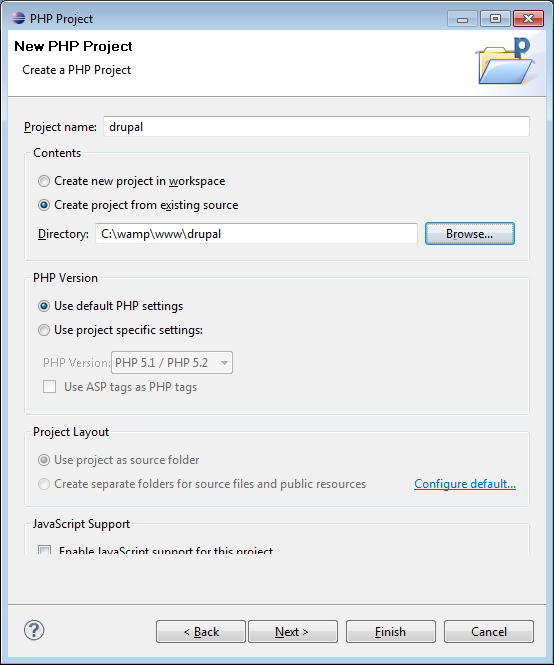 PHP Project
New PHP Project
Create a PHP Project
p
Project name: drupal
Contents
Create new project in workspace
Create project from existing source
Directory: C:\wamp\www\drupal Browse...
PHP Version
Use default PHP settings
Use project specific settings:
PHP Version: PHP 5.1 / PHP 5.2
Use ASP tags as PHP tags
Project Layout
Use project as source folder
Create separate folders for source files and public resources Configure default...
JavaScript Support
Enable JavaScript support for this project
? < Back Next > Finish Cancel